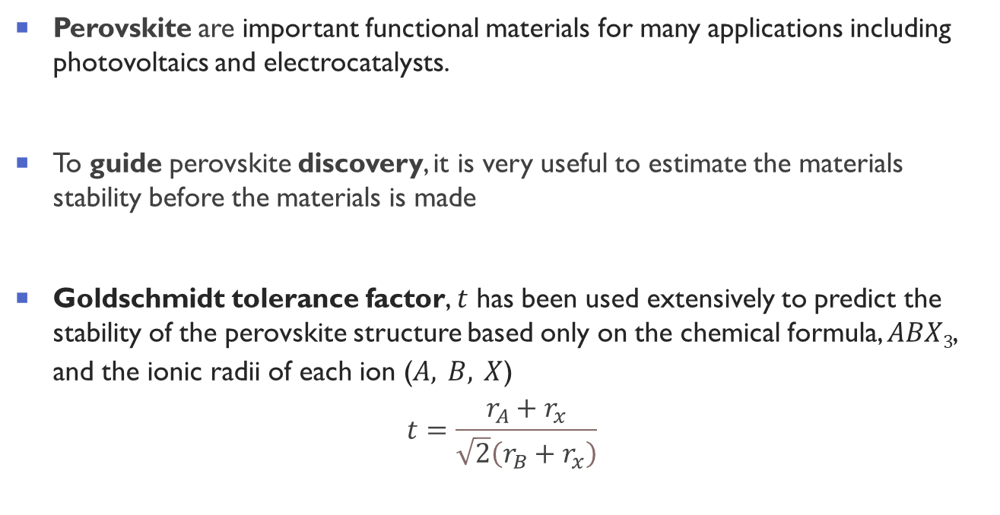 ▪ Perovskite are important functional materials for many applications including
photovoltaics and electrocatalysts.
▪ To guide perovskite discovery, it is very useful to estimate the materials
stability before the materials is made
▪ Goldschmidt tolerance factor, t has been used extensively to predict the
stability of the perovskite structure based only on the chemical formula, ABX₃,
and the ionic radii of each ion (A, B, X)
t = (r_A + r_x) / (√2(r_B + r_x))